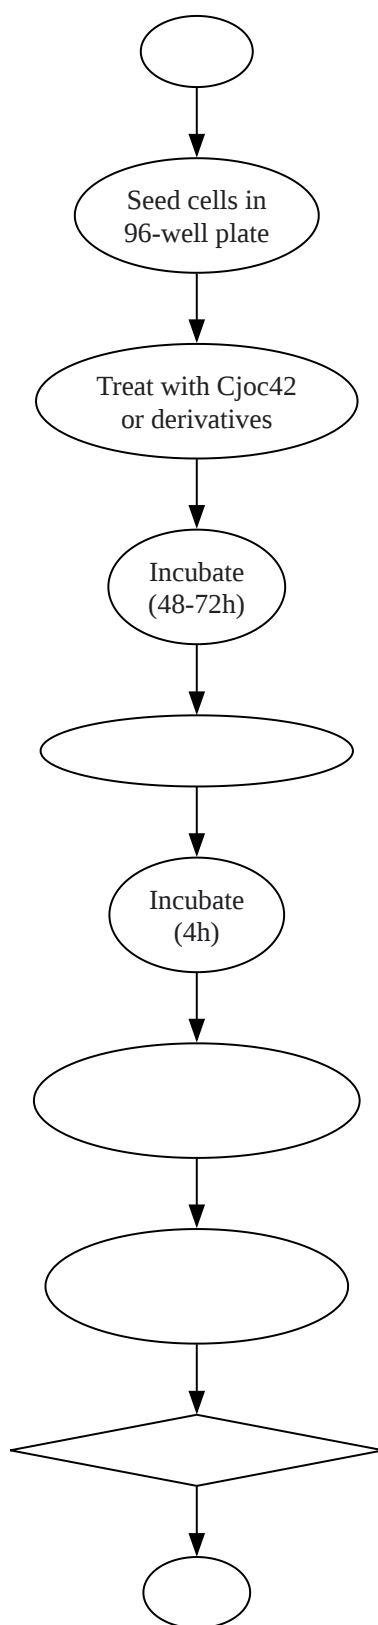 Seed cells in
96-well plate
Treat with Cjoc42
or derivatives
Incubate
(48-72h)
Incubate
(4h)